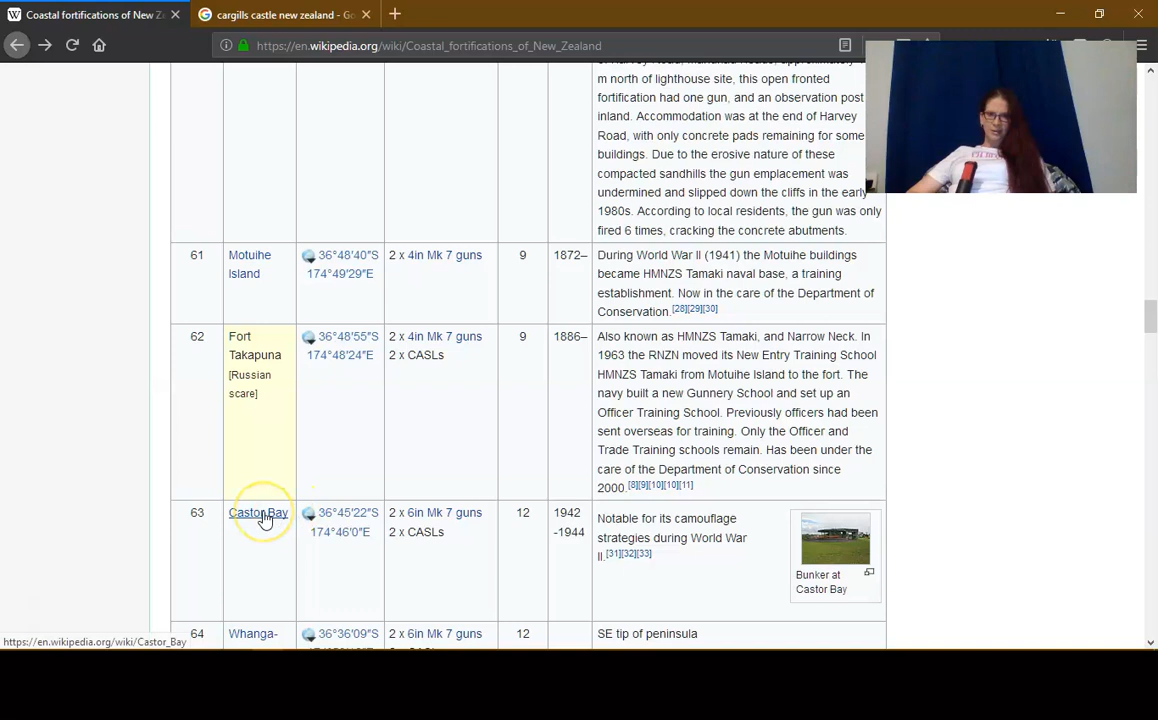 Coastal fortifications of New Z
cargills castle new zealand - Go
https://en.wikipedia.org/wiki/Coastal_fortifications_of_New_Zealand
m north of lighthouse site, this open fronted
fortification had one gun, and an observation post
inland. Accommodation was at the end of Harvey
Road, with only concrete pads remaining for some
buildings. Due to the erosive nature of these
compacted sandhills the gun emplacement was
undermined and slipped down the cliffs in the early
1980s. According to local residents, the gun was only
fired 6 times, cracking the concrete abutments.
61
Motuihe
Island
36°48′40″S
174°49′29″E
2 x 4in Mk 7 guns
9
1872–
During World War II (1941) the Motuihe buildings
became HMNZS Tamaki naval base, a training
establishment. Now in the care of the Department of
Conservation.[28][29][30]
62
Fort
Takapuna
[Russian
scare]
36°48′55″S
174°48′24″E
2 x 4in Mk 7 guns
2 x CASLs
9
1886–
Also known as HMNZS Tamaki, and Narrow Neck. In
1963 the RNZN moved its New Entry Training School
HMNZS Tamaki from Motuihe Island to the fort. The
navy built a new Gunnery School and set up an
Officer Training School. Previously officers had been
sent overseas for training. Only the Officer and
Trade Training schools remain. Has been under the
care of the Department of Conservation since
2000.[8][9][10][10][11]
63
Castor Bay
36°45′22″S
174°46′0″E
2 x 6in Mk 7 guns
2 x CASLs
12
1942
-1944
Notable for its camouflage
strategies during World War
II.[31][32][33]
Bunker at
Castor Bay
64
Whanga-
36°36′09″S
2 x 6in Mk 7 guns
12
SE tip of peninsula
https://en.wikipedia.org/wiki/Castor_Bay